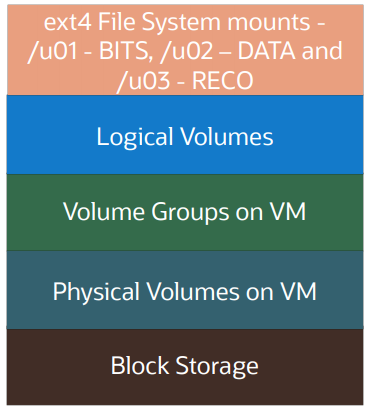 ext4 File System mounts -
/u01 - BITS, /u02 – DATA and
/u03 - RECO
Logical Volumes
Volume Groups on VM
Physical Volumes on VM
Block Storage